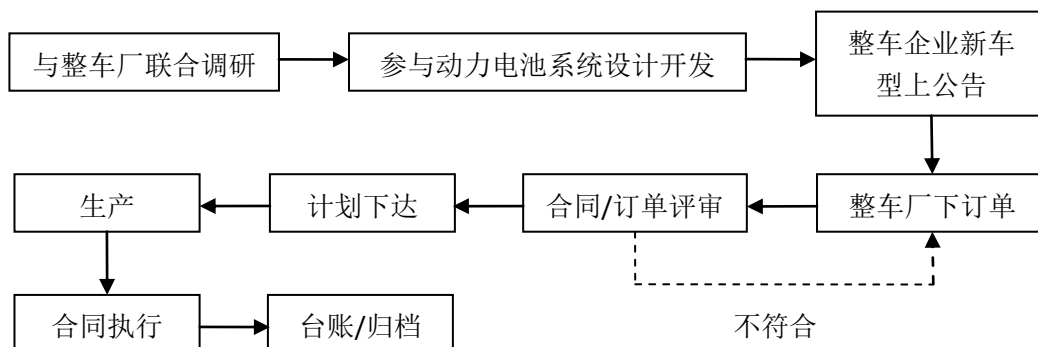 与整车厂联合调研
参与动力电池系统设计开发
整车企业新车
型上公告
生产
计划下达
合同/订单评审
整车厂下订单
合同执行
台账/归档
不符合